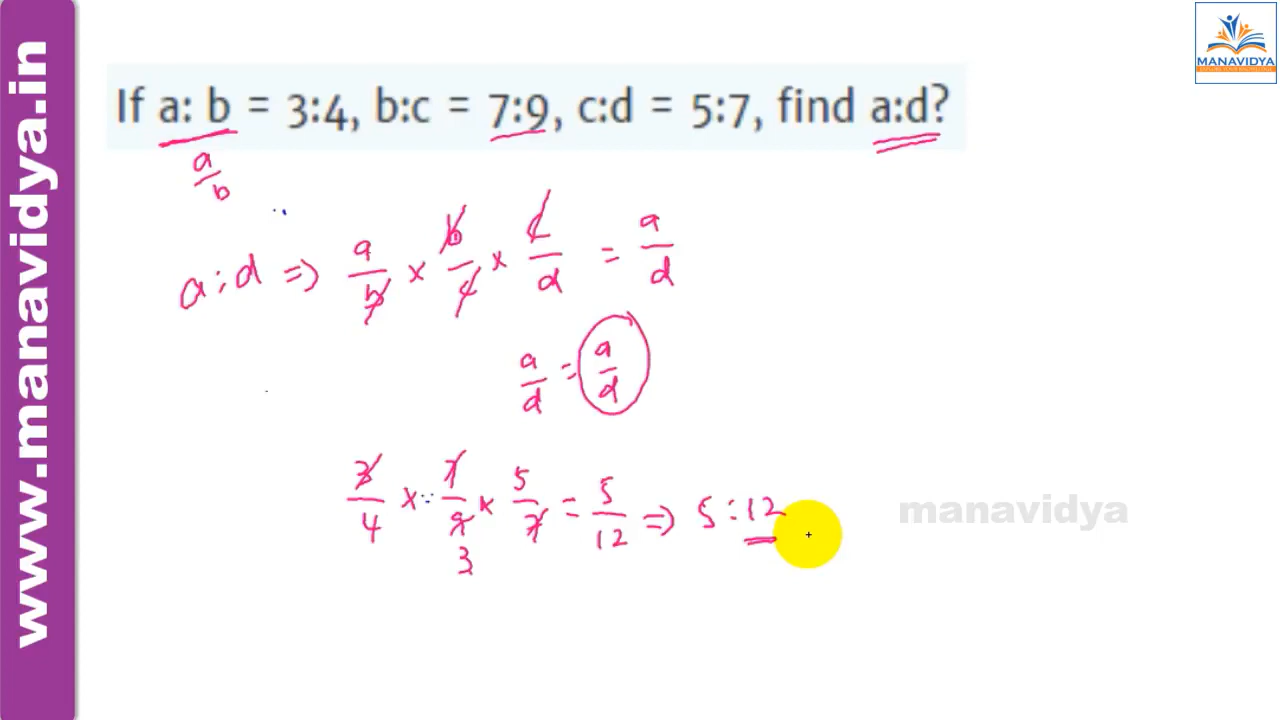 www.manavidya.in
MANAVIDYA
If a: b = 3:4, b:c = 7:9, c:d = 5:7, find a:d?
a/b
a:d => a/b × b/c × c/d = a/d
a/d = a/d
3/4 × 7/9 × 5/7 = 5/12 => 5:12
3
manavidya